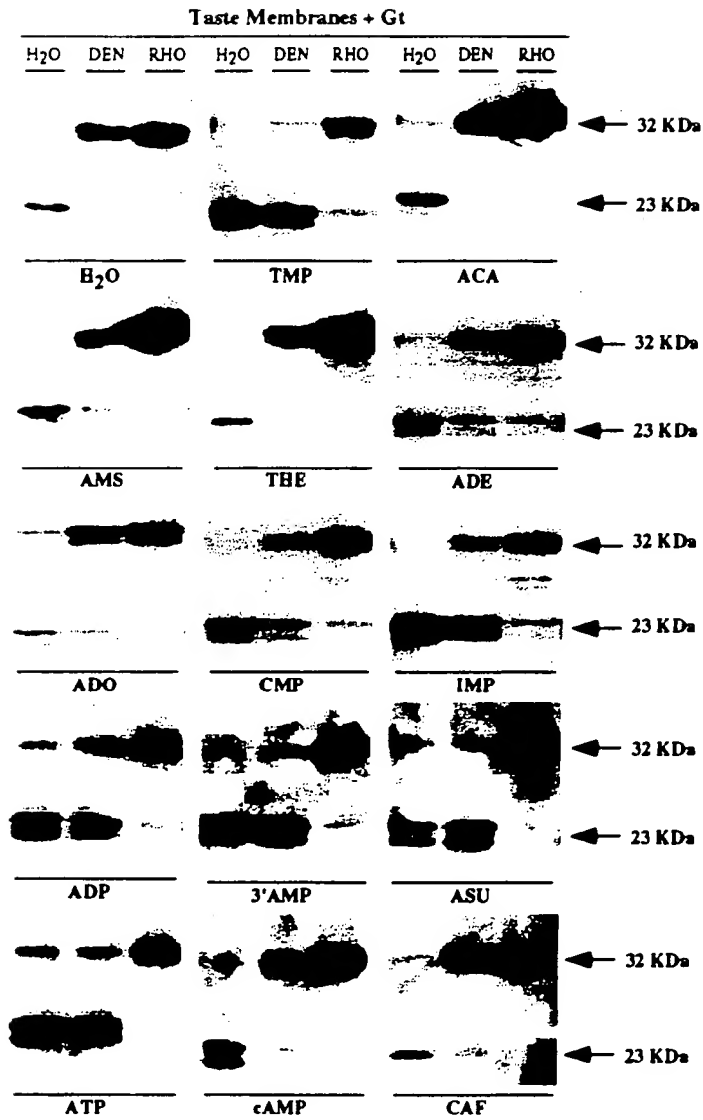 Taste Membranes + Gt
H2O DEN RHO H2O DEN RHO H2O DEN RHO
32 KDa
23 KDa
H2O TMP ACA
32 KDa
23 KDa
AMS THE ADE
32 KDa
23 KDa
ADO CMP IMP
32 KDa
23 KDa
ADP 3'AMP ASU
32 KDa
23 KDa
ATP cAMP CAF